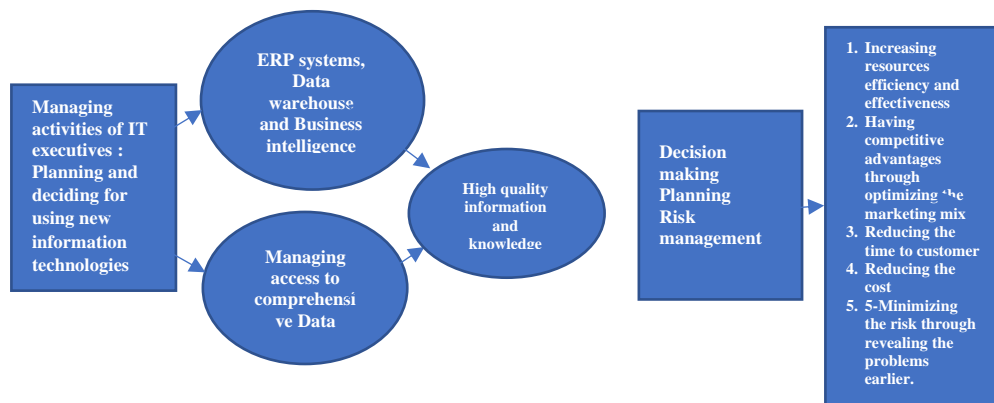 Managing
activities of IT
executives :
Planning and
deciding for
using new
information
technologies
ERP systems,
Data
warehouse
and Business
intelligence
Managing
access to
comprehensi
ve Data
High quality
information
and
knowledge
Decision
making
Planning
Risk
management
1. Increasing
resources
efficiency and
effectiveness
2. Having
competitive
advantages
through
optimizing the
marketing mix
3. Reducing the
time to customer
4. Reducing the
cost
5. 5-Minimizing
the risk through
revealing the
problems
earlier.